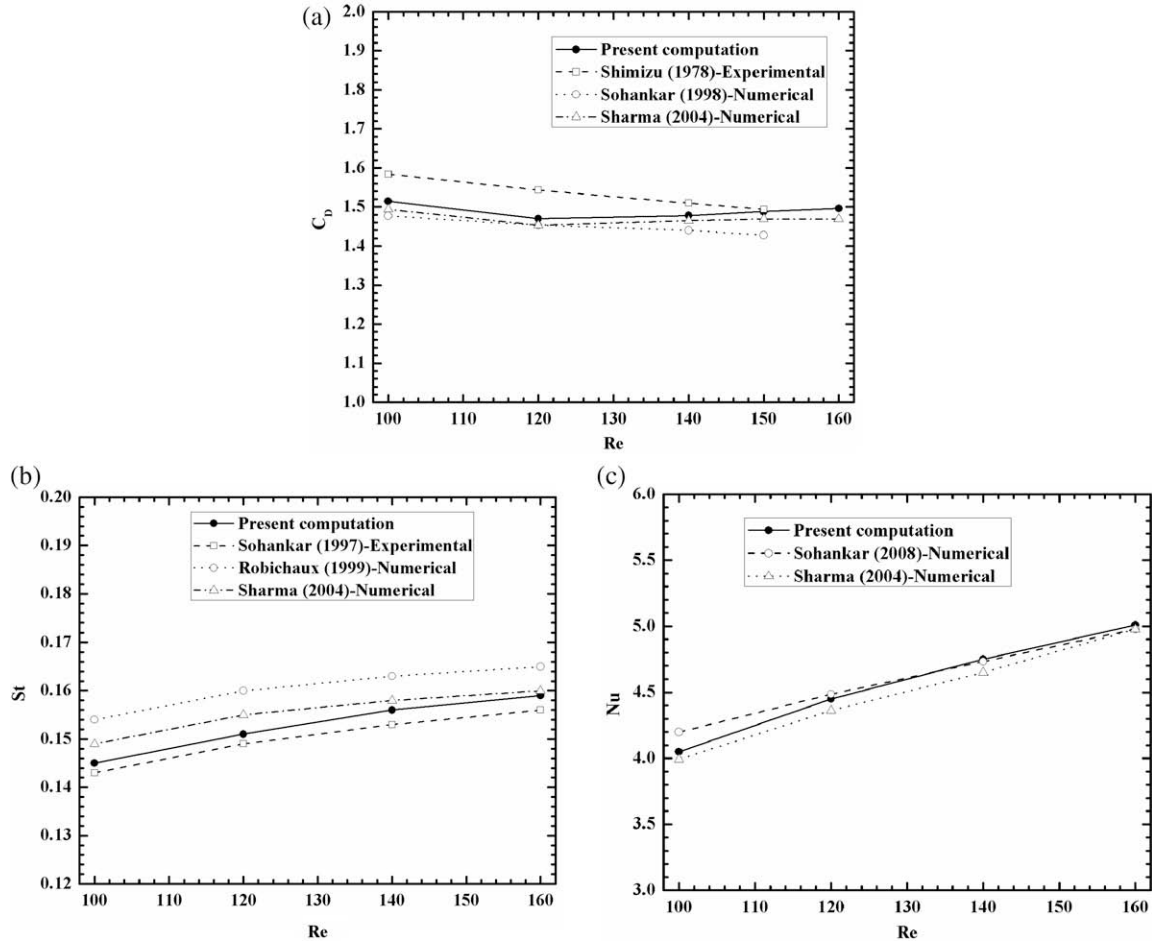 (a)
2.0
1.9
1.8
1.7
1.6
1.5
1.4
1.3
1.2
1.1
1.0
C_D
Present computation
Shimizu (1978)-Experimental
Sohankar (1998)-Numerical
Sharma (2004)-Numerical
100 110 120 130 140 150 160
Re
(b)
0.20
0.19
0.18
0.17
0.16
0.15
0.14
0.13
0.12
St
Present computation
Sohankar (1997)-Experimental
Robichaux (1999)-Numerical
Sharma (2004)-Numerical
100 110 120 130 140 150 160
Re
(c)
6.0
5.5
5.0
4.5
4.0
3.5
3.0
Nu
Present computation
Sohankar (2008)-Numerical
Sharma (2004)-Numerical
100 110 120 130 140 150 160
Re